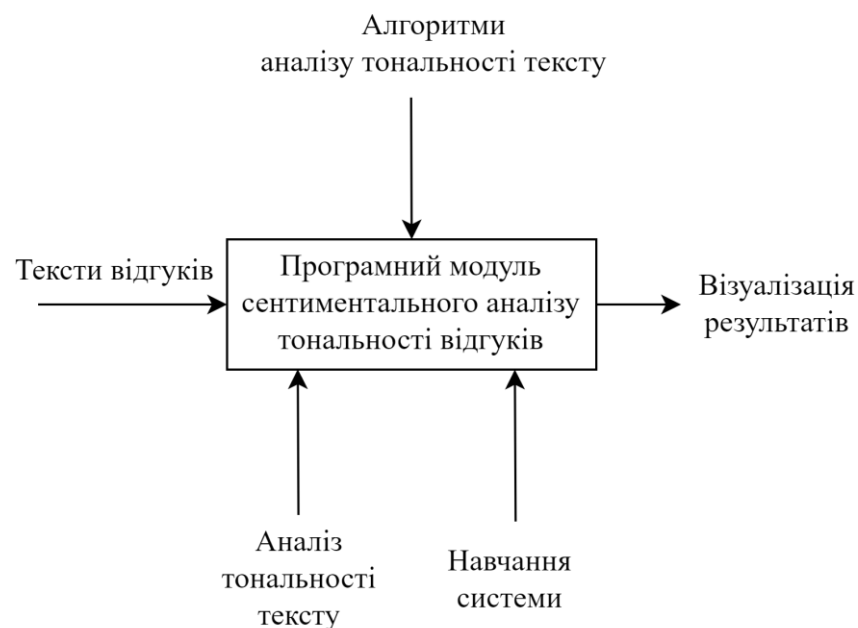 Алгоритми
аналізу тональності тексту
Тексти відгуків
Програмний модуль
сентиментального аналізу
тональності відгуків
Візуалізація
результатів
Аналіз
тональності
тексту
Навчання
системи